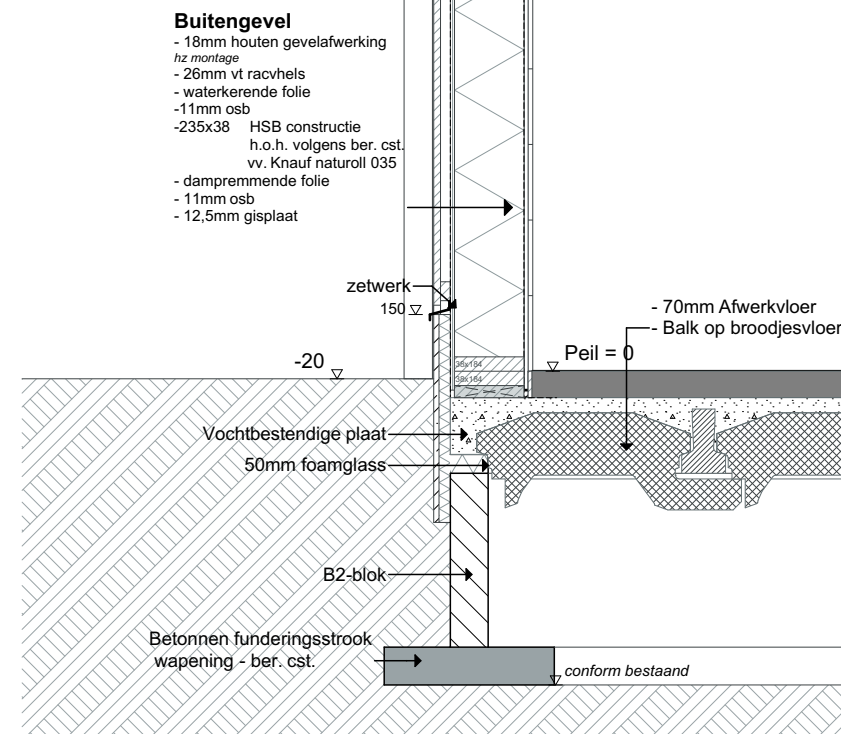 Buitengevel
- 18mm houten gevelafwerking
hz montage
- 26mm vt racvhels
- waterkerende folie
-11mm osb
-235x38 HSB constructie
h.o.h. volgens ber. cst.
vv. Knauf naturoll 035
- dampremmende folie
- 11mm osb
- 12,5mm gisplaat
zetwerk
150
- 70mm Afwerkvloer
- Balk op broodjesvloer
Peil = 0
-20
38x184
38x184
Vochtbestendige plaat
50mm foamglass
B2-blok
Betonnen funderingsstrook
wapening - ber. cst.
conform bestaand